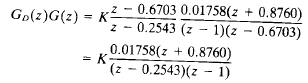 G_D(z)G(z) = K \frac{z - 0.6703}{z - 0.2543} \frac{0.01758(z + 0.8760)}{(z - 1)(z - 0.6703)}
= K \frac{0.01758(z + 0.8760)}{(z - 0.2543)(z - 1)}